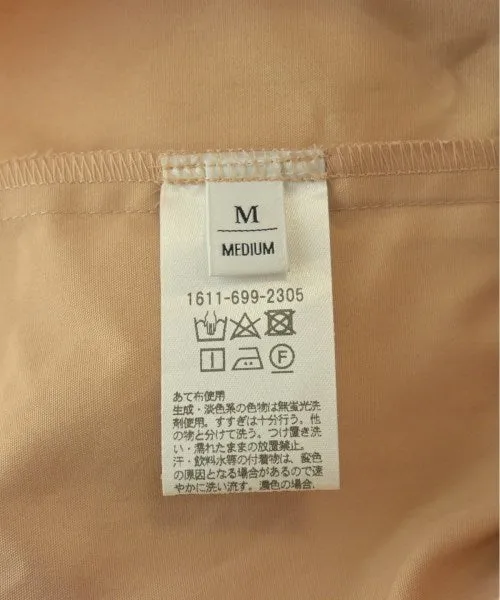 M
MEDIUM
1611-699-2305
F
あて布使用
生成・淡色系の色物は無蛍光洗
剤使用。すすぎは十分行う。他
の物と分けて洗う。つけ置き洗
い・濡れたままの放置禁止。
汗・飲料水等の付着物は、変色
の原因となる場合があるので速
やかに洗い流す。濃色の場合、